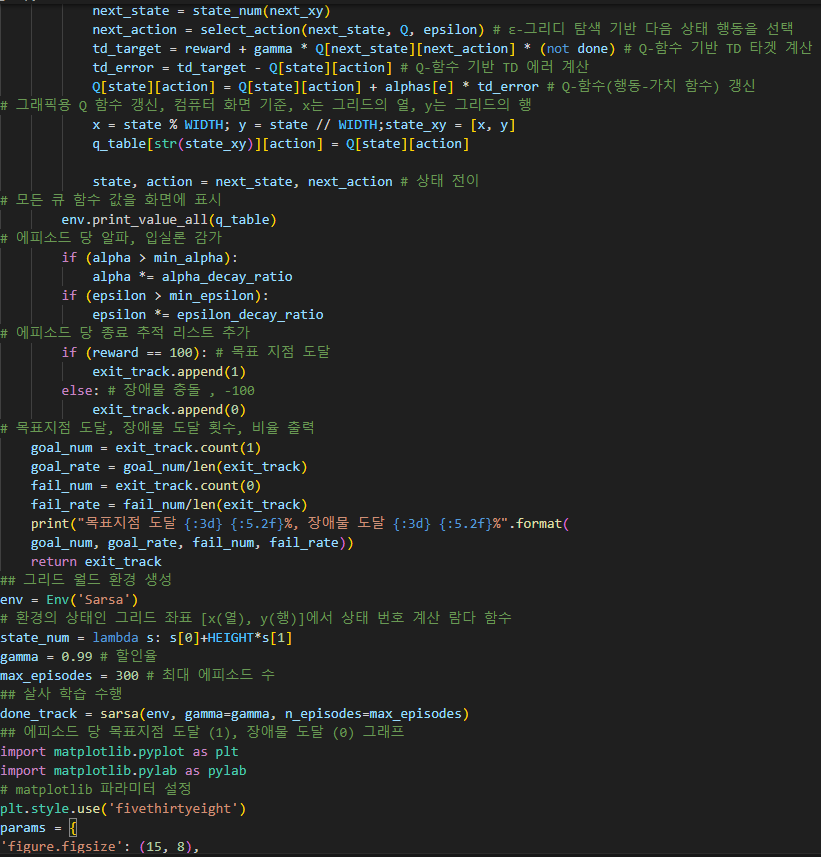 next_state = state_num(next_xy)
next_action = select_action(next_state, Q, epsilon) # ε-그리디 탐색 기반 다음 상태 행동을 선택
td_target = reward + gamma * Q[next_state][next_action] * (not done) # Q-함수 기반 TD 타겟 계산
td_error = td_target - Q[state][action] # Q-함수 기반 TD 에러 계산
Q[state][action] = Q[state][action] + alphas[e] * td_error # Q-함수(행동-가치 함수) 갱신
# 그래픽용 Q 함수 갱신, 컴퓨터 화면 기준, x는 그리드의 열, y는 그리드의 행
x = state % WIDTH; y = state // WIDTH;state_xy = [x, y]
q_table[str(state_xy)][action] = Q[state][action]
state, action = next_state, next_action # 상태 전이
# 모든 큐 함수 값을 화면에 표시
env.print_value_all(q_table)
# 에피소드 당 알파, 입실론 감가
if (alpha > min_alpha):
alpha *= alpha_decay_ratio
if (epsilon > min_epsilon):
epsilon *= epsilon_decay_ratio
# 에피소드 당 종료 추적 리스트 추가
if (reward == 100): # 목표 지점 도달
exit_track.append(1)
else: # 장애물 충돌 , -100
exit_track.append(0)
# 목표지점 도달, 장애물 도달 횟수, 비율 출력
goal_num = exit_track.count(1)
goal_rate = goal_num/len(exit_track)
fail_num = exit_track.count(0)
fail_rate = fail_num/len(exit_track)
print("목표지점 도달 {:3d} {:5.2f}%, 장애물 도달 {:3d} {:5.2f}%".format(
goal_num, goal_rate, fail_num, fail_rate))
return exit_track
## 그리드 월드 환경 생성
env = Env('Sarsa')
# 환경의 상태인 그리드 좌표 [x(열), y(행)]에서 상태 번호 계산 람다 함수
state_num = lambda s: s[0]+HEIGHT*s[1]
gamma = 0.99 # 할인율
max_episodes = 300 # 최대 에피소드 수
## 살사 학습 수행
done_track = sarsa(env, gamma=gamma, n_episodes=max_episodes)
## 에피소드 당 목표지점 도달 (1), 장애물 도달 (0) 그래프
import matplotlib.pyplot as plt
import matplotlib.pylab as pylab
# matplotlib 파라미터 설정
plt.style.use('fivethirtyeight')
params = {
'figure.figsize': (15, 8),